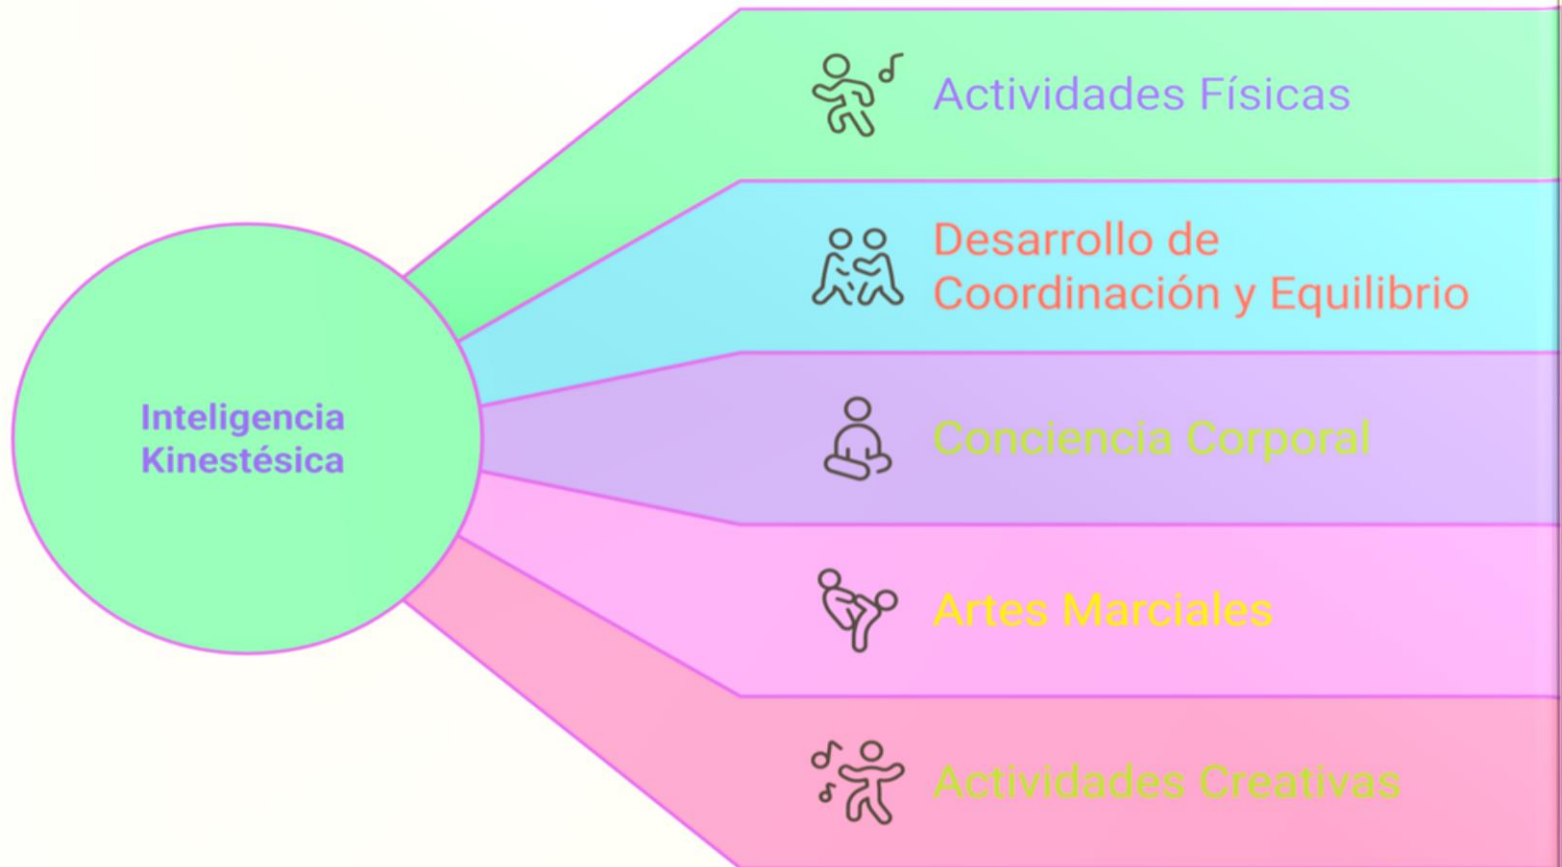 Inteligencia
Kinestésica
Actividades Físicas
Desarrollo de
Coordinación y Equilibrio
Conciencia Corporal
Artes Marciales
Actividades Creativas